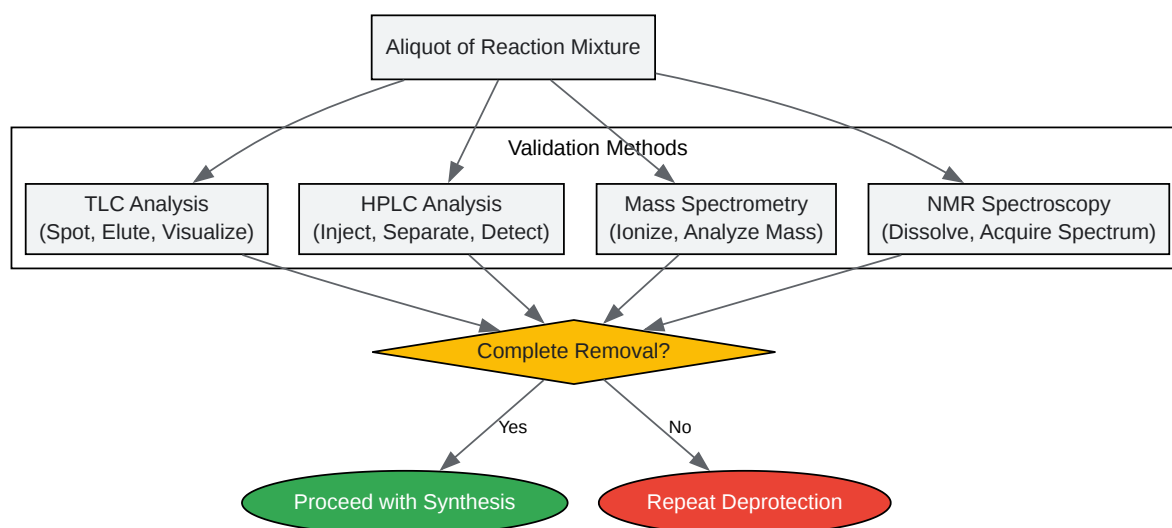 Aliquot of Reaction Mixture
Validation Methods
TLC Analysis
(Spot, Elute, Visualize)
HPLC Analysis
(Inject, Separate, Detect)
Mass Spectrometry
(Ionize, Analyze Mass)
NMR Spectroscopy
(Dissolve, Acquire Spectrum)
Complete Removal?
Yes
No
Proceed with Synthesis
Repeat Deprotection